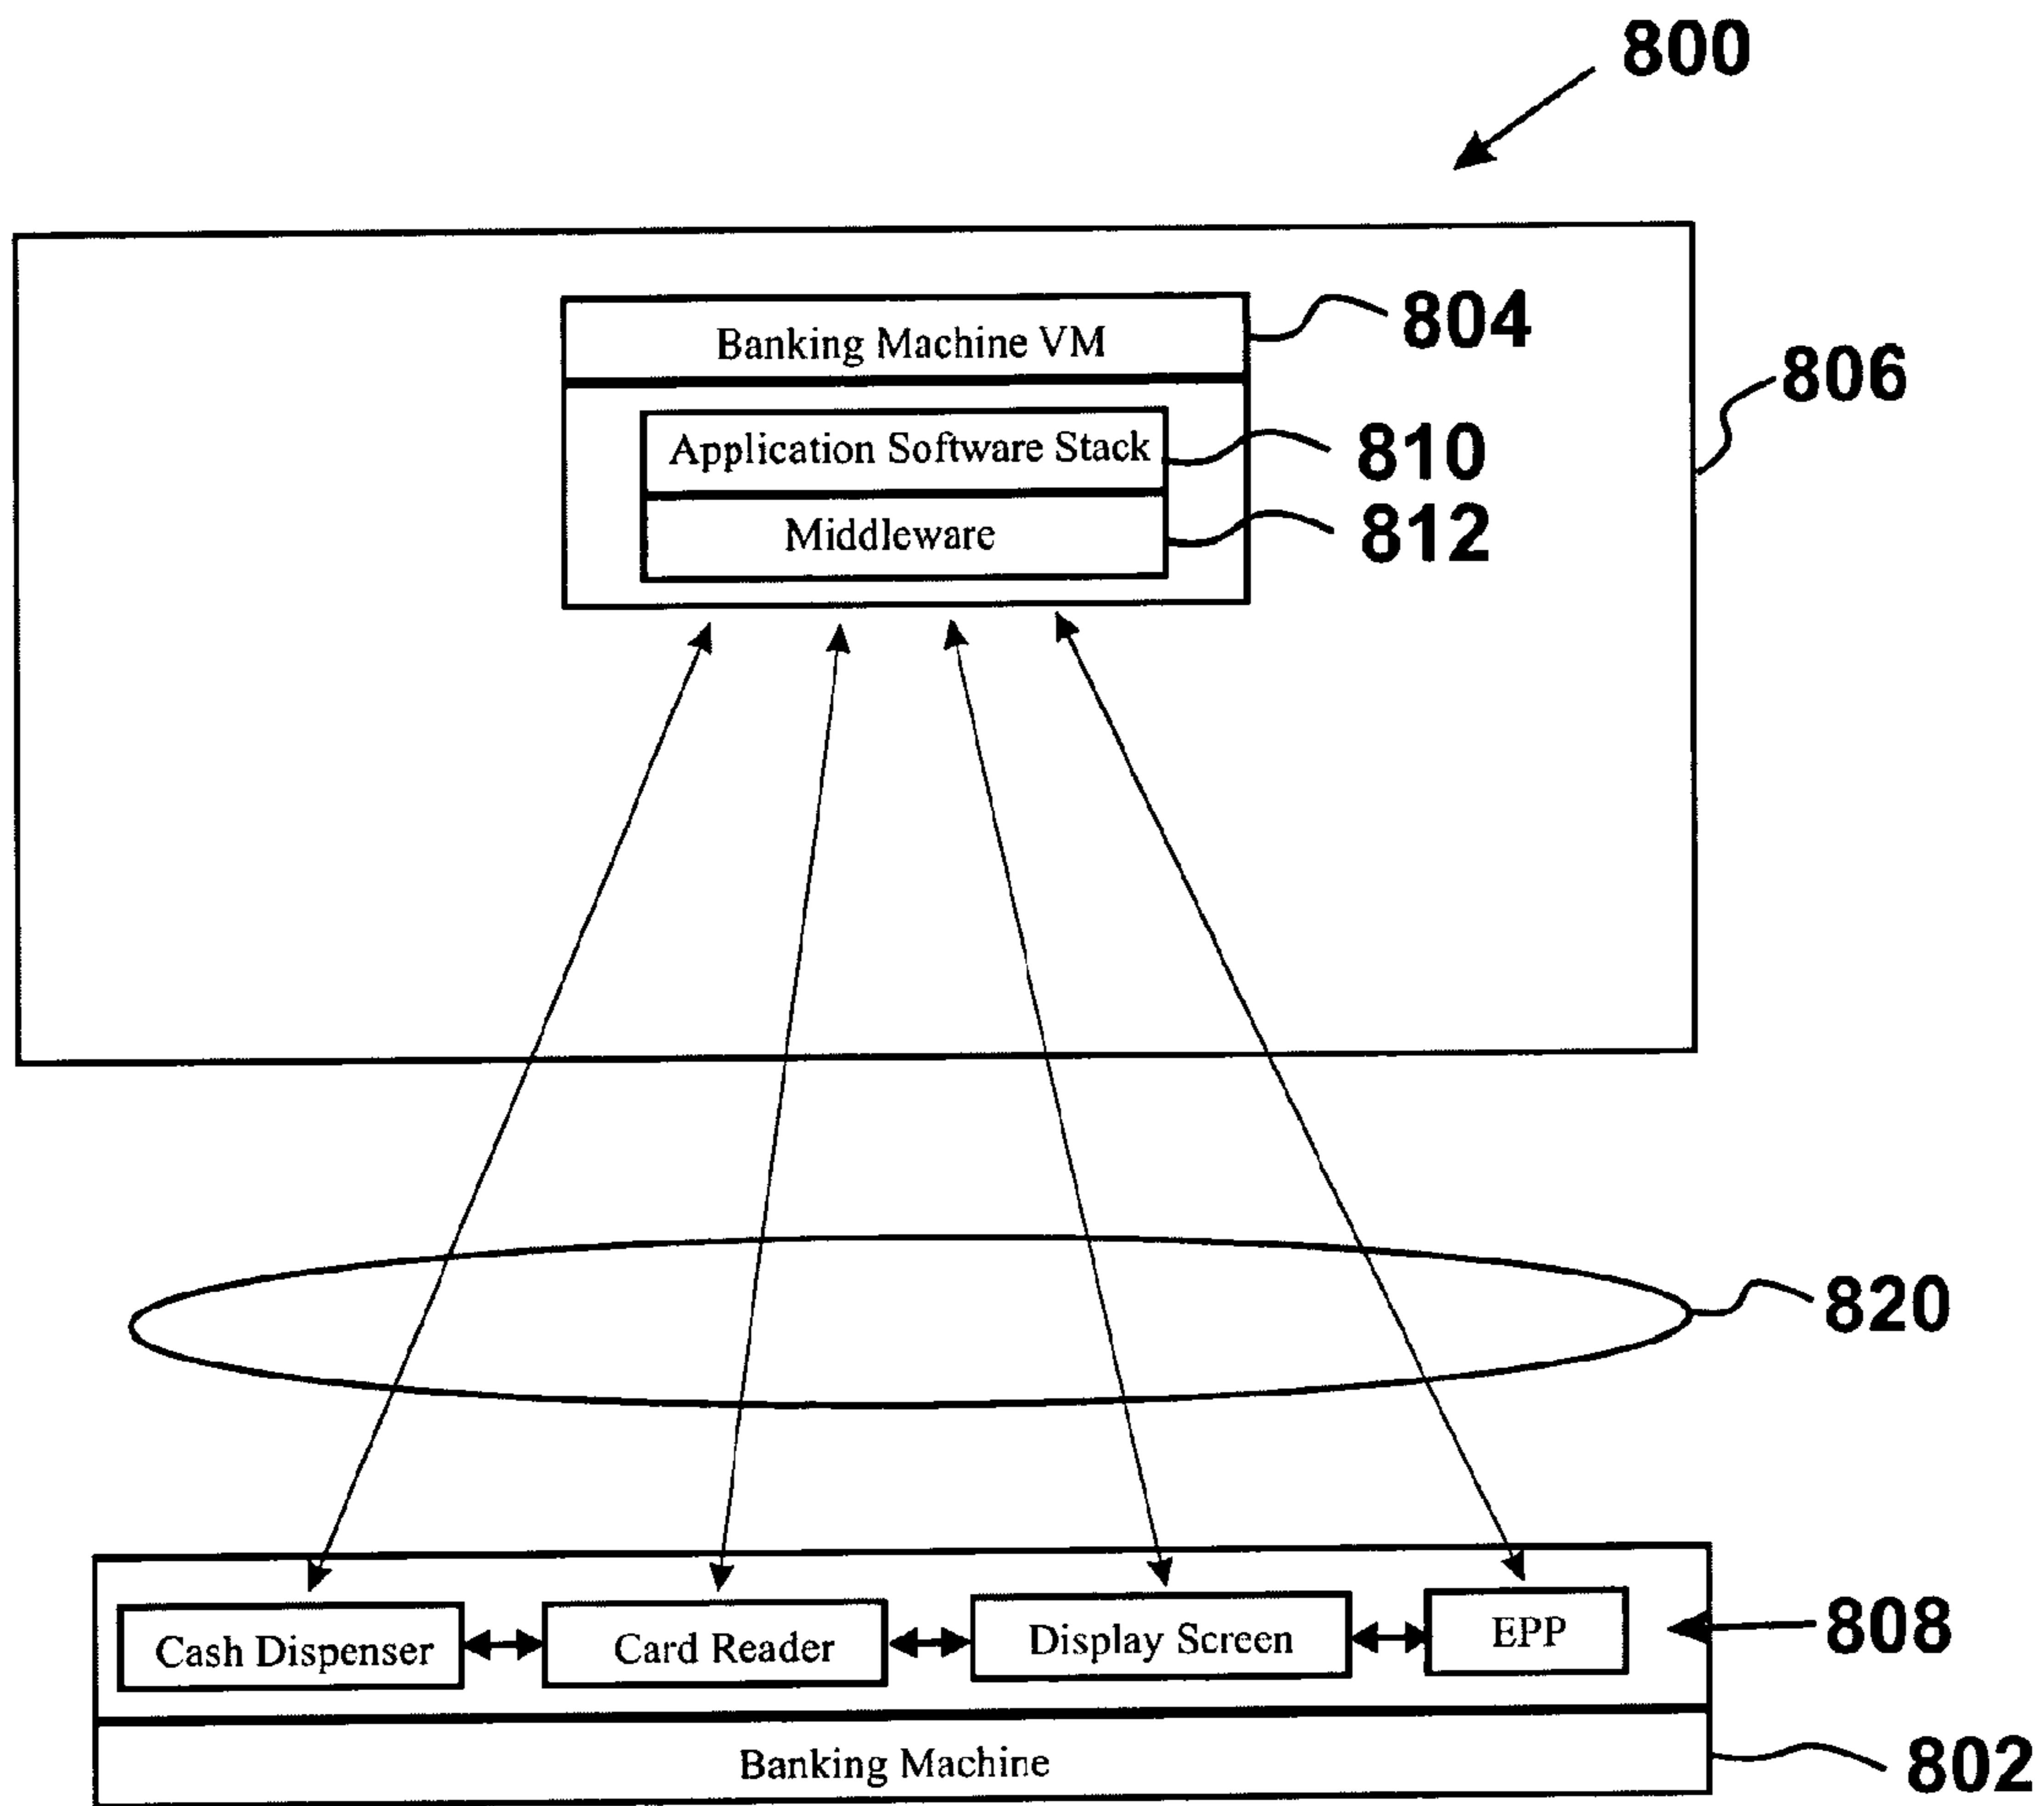 800
Banking Machine VM
804
806
Application Software Stack
810
Middleware
812
820
Cash Dispenser
Card Reader
Display Screen
EPP
808
Banking Machine
802